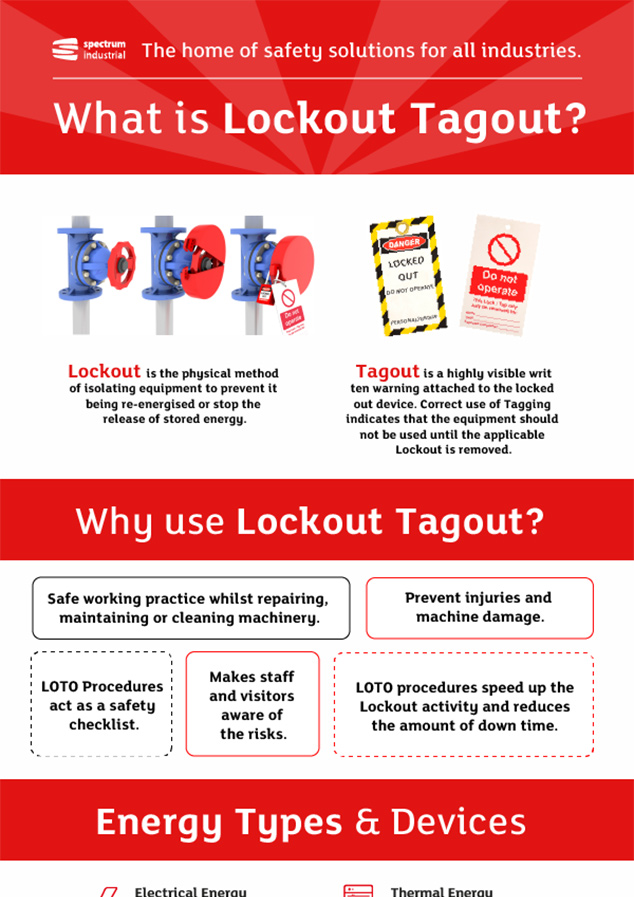 spectrum
industrial
The home of safety solutions for all industries.
What is Lockout Tagout?
DANGER
LOCKED
OUT
DO NOT OPERATE
Do not
operate
Do not
operate
Lockout is the physical method
of isolating equipment to prevent it
being re-energised or stop the
release of stored energy.
Tagout is a highly visible writ
ten warning attached to the locked
out device. Correct use of Tagging
indicates that the equipment should
not be used until the applicable
Lockout is removed.
Why use Lockout Tagout?
Safe working practice whilst repairing,
maintaining or cleaning machinery.
Prevent injuries and
machine damage.
LOTO Procedures
act as a safety
checklist.
Makes staff
and visitors
aware of
the risks.
LOTO procedures speed up the
Lockout activity and reduces
the amount of down time.
Energy Types & Devices
Electrical Energy
Thermal Energy